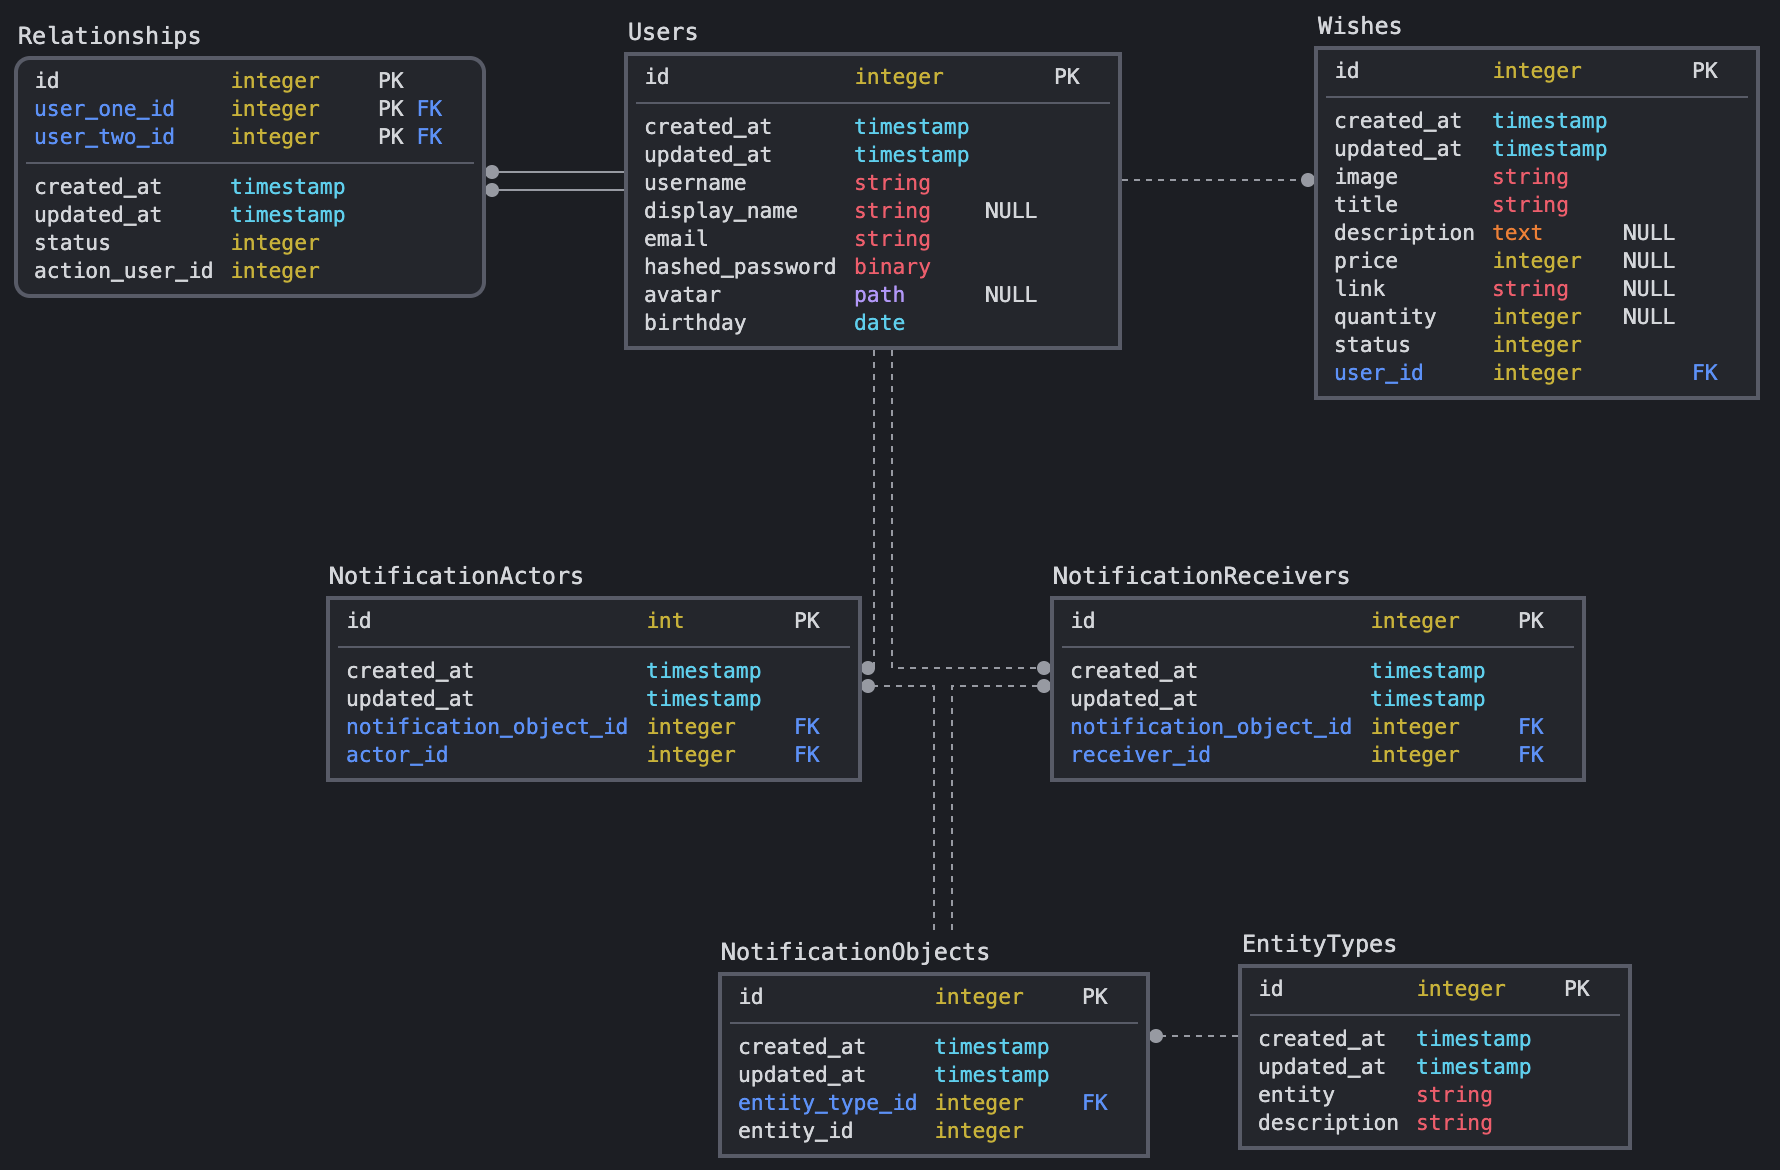 Relationships
id integer PK
user_one_id integer PK FK
user_two_id integer PK FK
created_at timestamp
updated_at timestamp
status integer
action_user_id integer
Users
id integer PK
created_at timestamp
updated_at timestamp
username string
display_name string NULL
email string
hashed_password binary
avatar path NULL
birthday date
Wishes
id integer PK
created_at timestamp
updated_at timestamp
image string
title string
description text NULL
price integer NULL
link string NULL
quantity integer NULL
status integer
user_id integer FK
NotificationActors
id int PK
created_at timestamp
updated_at timestamp
notification_object_id integer FK
actor_id integer FK
NotificationReceivers
id integer PK
created_at timestamp
updated_at timestamp
notification_object_id integer FK
receiver_id integer FK
NotificationObjects
id integer PK
created_at timestamp
updated_at timestamp
entity_type_id integer FK
entity_id integer
EntityTypes
id integer PK
created_at timestamp
updated_at timestamp
entity string
description string